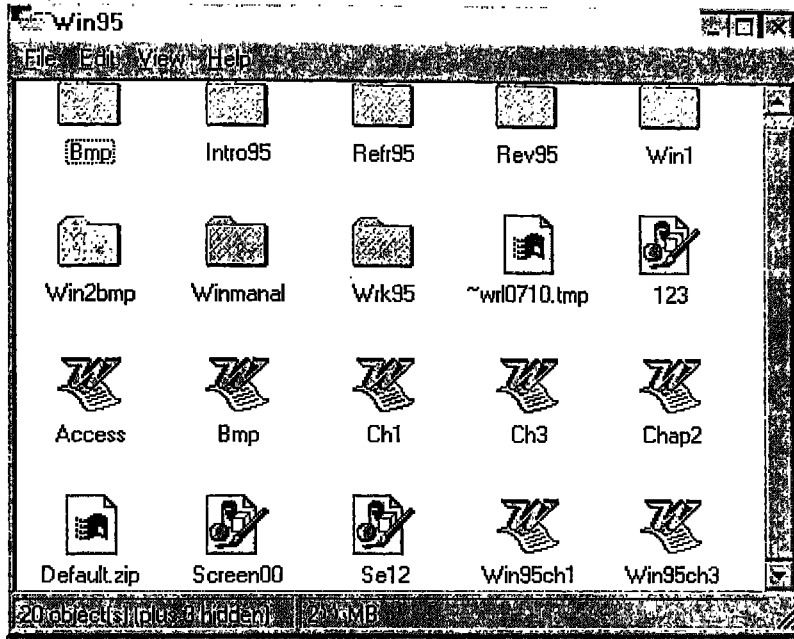 Win95
File Edit View Help
Bmp Intro95 Refr95 Rev95 Win1
Win2bmp Winmanal Wrk95 ~wrl0710.tmp 123
Access Bmp Ch1 Ch3 Chap2
Default.zip Screen00 Se12 Win95ch1 Win95ch3
20 object(s) (plus hidden) MB